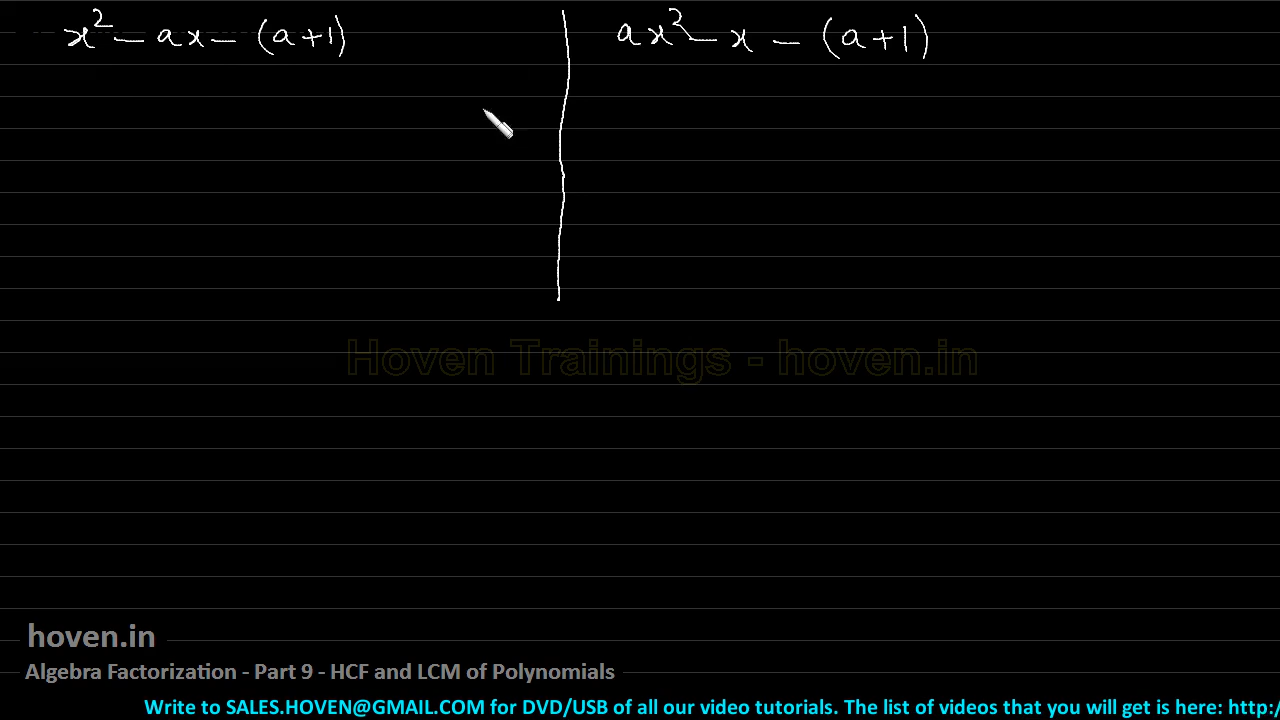 x² - ax - (a+1)
ax² - x - (a+1)
Hoven Trainings - hoven.in
hoven.in
Algebra Factorization - Part 9 - HCF and LCM of Polynomials
Write to SALES.HOVEN@GMAIL.COM for DVD/USB of all our video tutorials. The list of videos that you will get is here: http:/